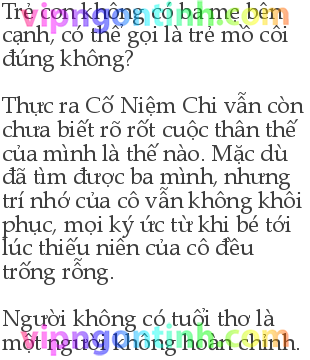 Trẻ con không có ba mẹ bên
vipngontinh.com
cạnh, có thể gọi là trẻ mồ côi
đúng không?
Thực ra Cố Niệm Chi vẫn còn
chưa biết rõ rốt cuộc thân thế
của mình là thế nào. Mặc dù
đã tìm được ba mình, nhưng
trí nhớ của cô vẫn không khôi
phục, mọi ký ức từ khi bé tới
lúc thiếu niên của cô đều
trống rỗng.
Người không có tuổi thơ là
một người không hoàn chỉnh.
vipngontinh.com